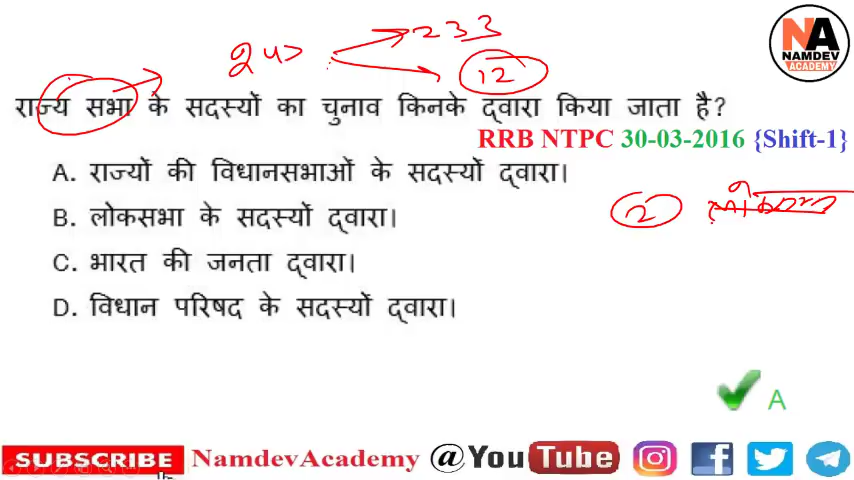 245 → 233
12
NA
NAMDEV
ACADEMY
राज्य सभा के सदस्यों का चुनाव किनके द्वारा किया जाता है?
RRB NTPC 30-03-2016 {Shift-1}
A. राज्यों की विधानसभाओं के सदस्यों द्वारा।
2
B. लोकसभा के सदस्यों द्वारा।
C. भारत की जनता द्वारा।
D. विधान परिषद के सदस्यों द्वारा।
A
SUBSCRIBE NamdevAcademy @YouTube